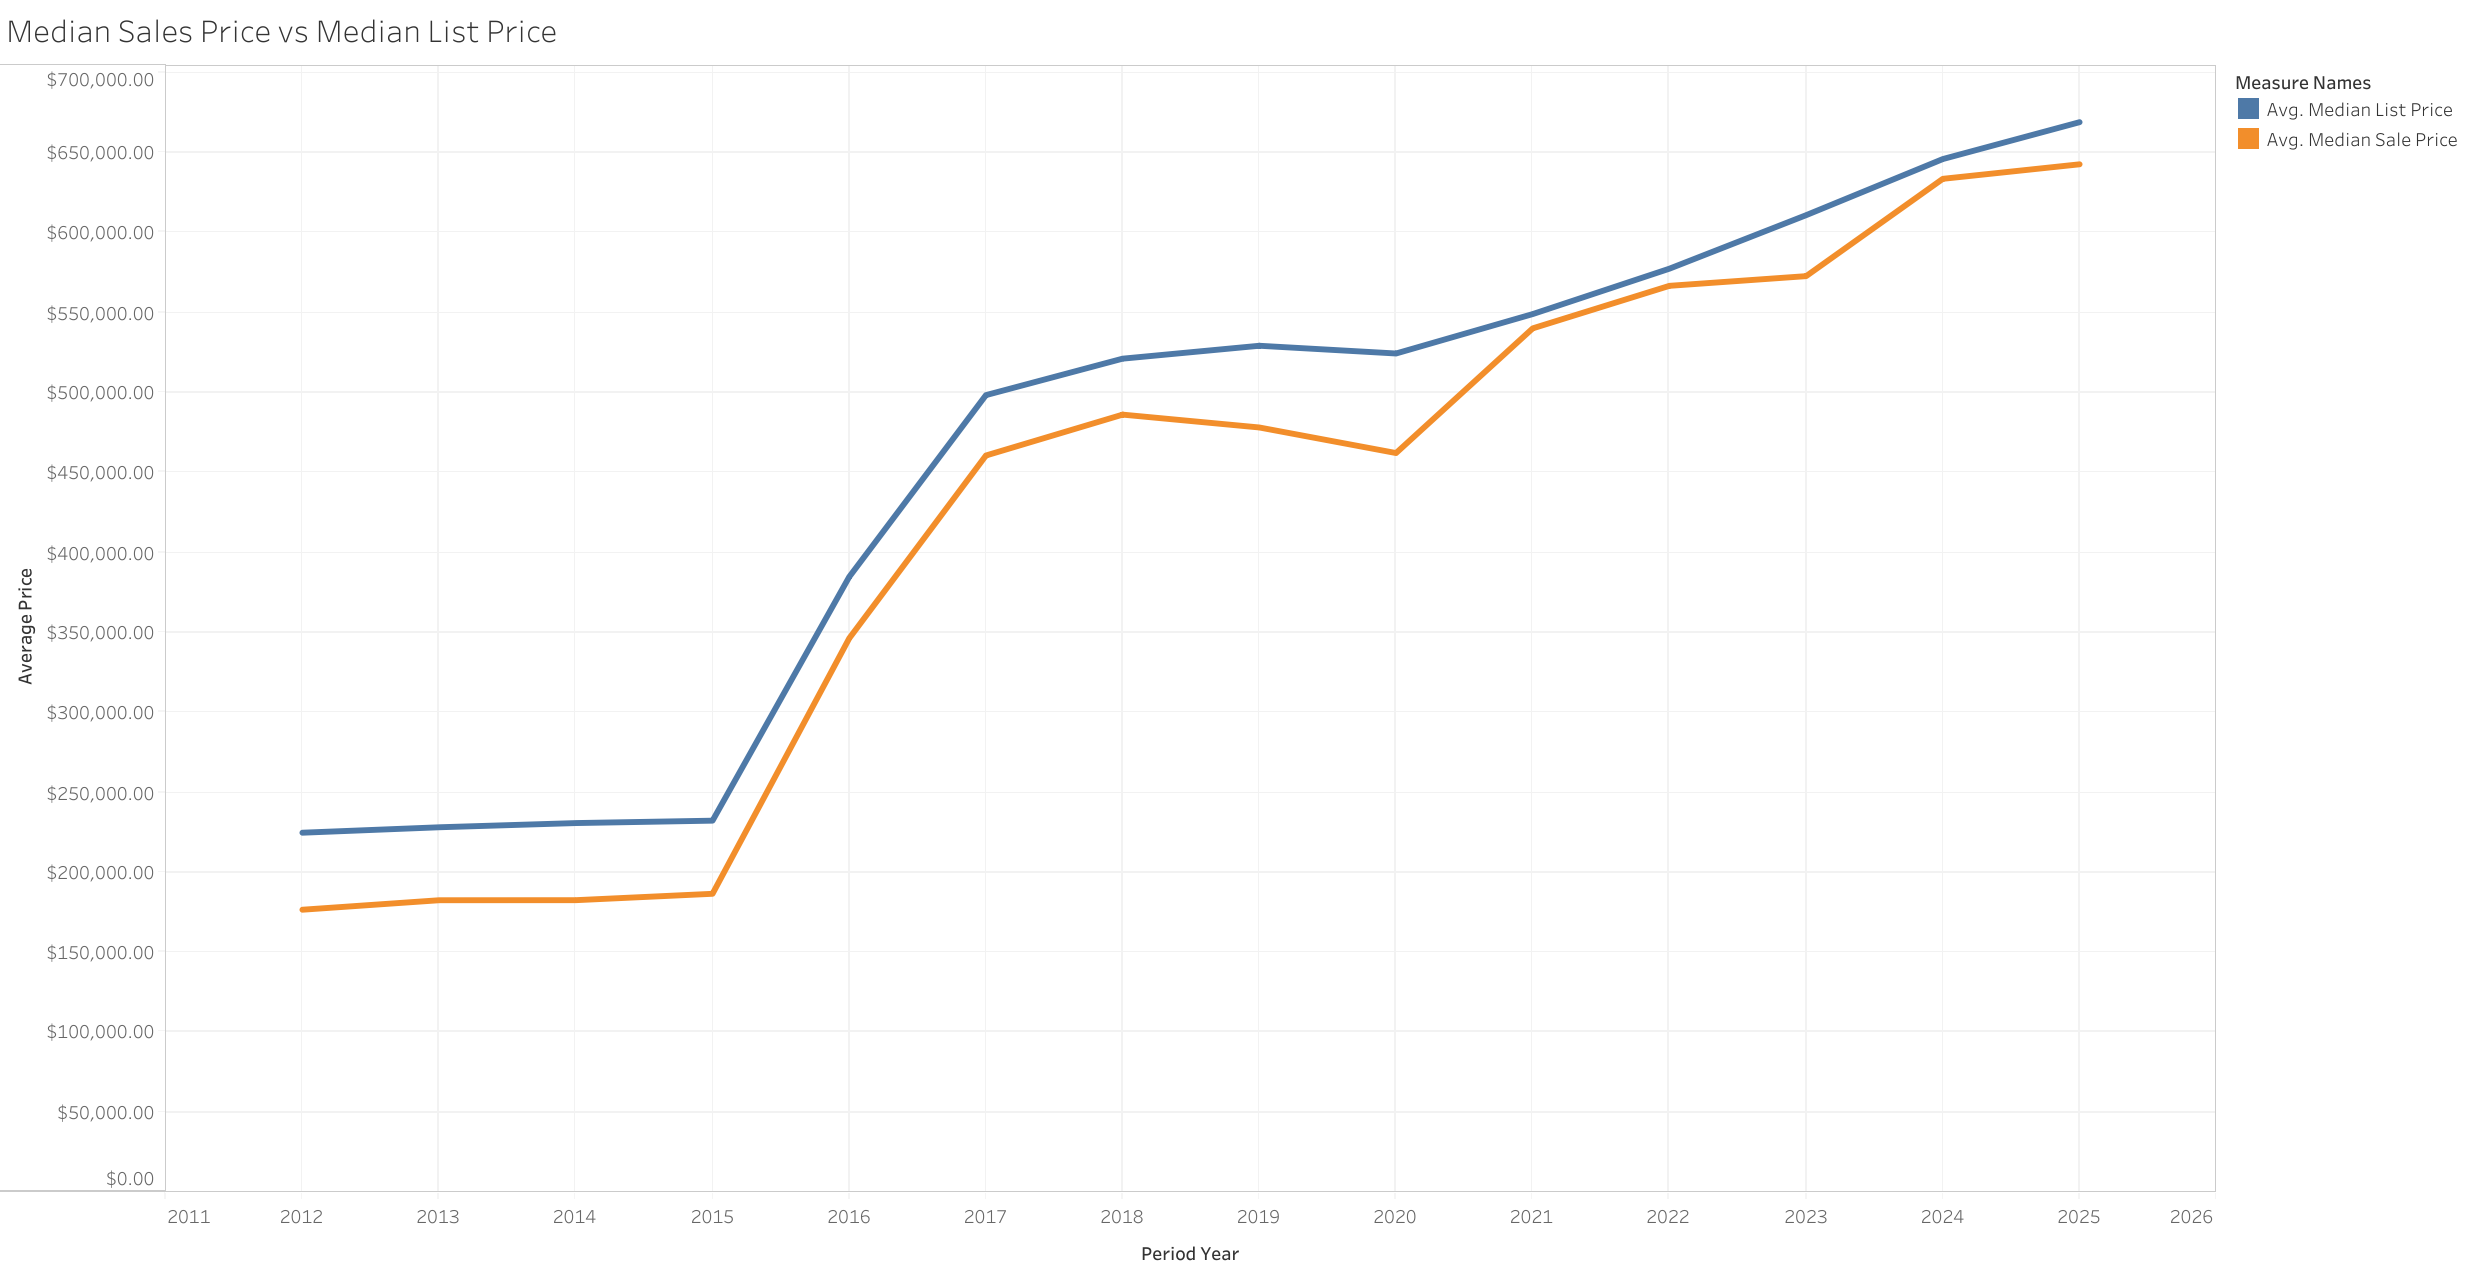 Median Sales Price vs Median List Price
Measure Names
Avg. Median List Price
Avg. Median Sale Price
Average Price
$700,000.00
$650,000.00
$600,000.00
$550,000.00
$500,000.00
$450,000.00
$400,000.00
$350,000.00
$300,000.00
$250,000.00
$200,000.00
$150,000.00
$100,000.00
$50,000.00
$0.00
2011 2012 2013 2014 2015 2016 2017 2018 2019 2020 2021 2022 2023 2024 2025 2026
Period Year